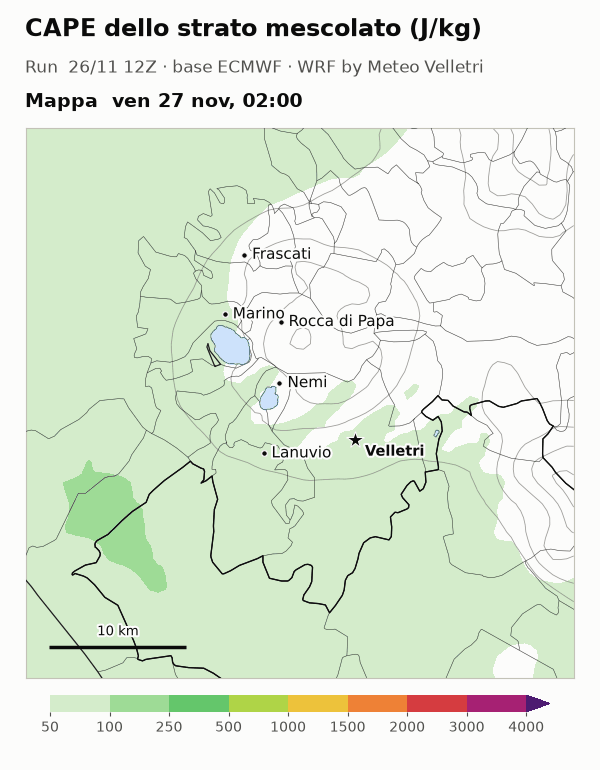 CAPE dello strato mescolato (J/kg)
Run  26/11 12Z · base ECMWF · WRF by Meteo Velletri
Mappa  ven 27 nov, 02:00
Frascati
Marino
Rocca di Papa
Nemi
Lanuvio
Velletri
10 km
50 100 250 500 1000 1500 2000 3000 4000